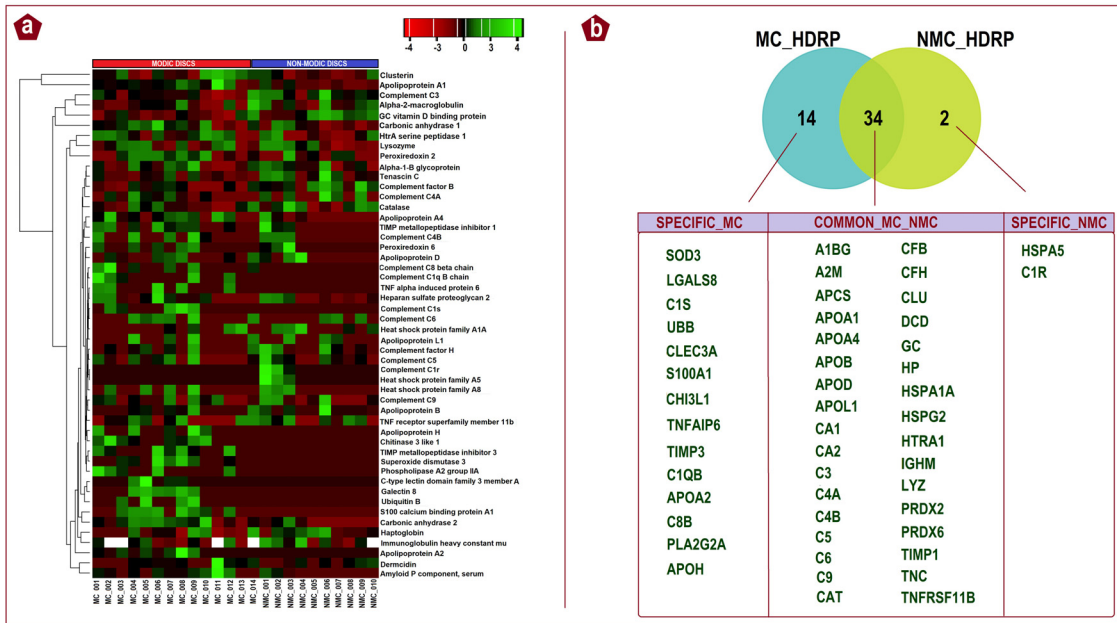 a
-4 -3 0 2 4
MODIC DISCS NON-MODIC DISCS
Clusterin
Apolipoprotein A1
Complement C3
Alpha-2-macroglobulin
GC vitamin D binding protein
Carbonic anhydrase 1
HtrA serine peptidase 1
Lysozyme
Peroxiredoxin 2
Alpha-1-B glycoprotein
Tenascin C
Complement factor B
Complement C4A
Catalase
Apolipoprotein A4
TIMP metallopeptidase inhibitor 1
Complement C4B
Peroxiredoxin 6
Apolipoprotein D
Complement C8 beta chain
Complement C1q B chain
TNF alpha induced protein 6
Heparan sulfate proteoglycan 2
Complement C1s
Complement C6
Heat shock protein family A1A
Apolipoprotein L1
Complement factor H
Complement C5
Complement C1r
Heat shock protein family A5
Heat shock protein family A8
Complement C9
Apolipoprotein B
TNF receptor superfamily member 11b
Apolipoprotein H
Chitinase 3 like 1
TIMP metallopeptidase inhibitor 3
Superoxide dismutase 3
Phospholipase A2 group IIA
C-type lectin domain family 3 member A
Galectin 8
Ubiquitin B
S100 calcium binding protein A1
Carbonic anhydrase 2
Haptoglobin
Immunoglobulin heavy constant mu
Apolipoprotein A2
Dermcidin
Amyloid P component, serum
MC_001
MC_002
MC_003
MC_004
MC_005
MC_006
MC_007
MC_008
MC_009
MC_010
MC_011
MC_012
MC_013
MC_014
NMC_001
NMC_002
NMC_003
NMC_004
NMC_005
NMC_006
NMC_007
NMC_008
NMC_009
NMC_010
b
MC_HDRP NMC_HDRP
14 34 2
SPECIFIC_MC COMMON_MC_NMC SPECIFIC_NMC
SOD3
LGALS8
C1S
UBB
CLEC3A
S100A1
CHI3L1
TNFAIP6
TIMP3
C1QB
APOA2
C8B
PLA2G2A
APOH
A1BG
A2M
APCS
APOA1
APOA4
APOB
APOD
APOL1
CA1
CA2
C3
C4A
C4B
C5
C6
C9
CAT
CFB
CFH
CLU
DCD
GC
HP
HSPA1A
HSPG2
HTRA1
IGHM
LYZ
PRDX2
PRDX6
TIMP1
TNC
TNFRSF11B
HSPA5
C1R